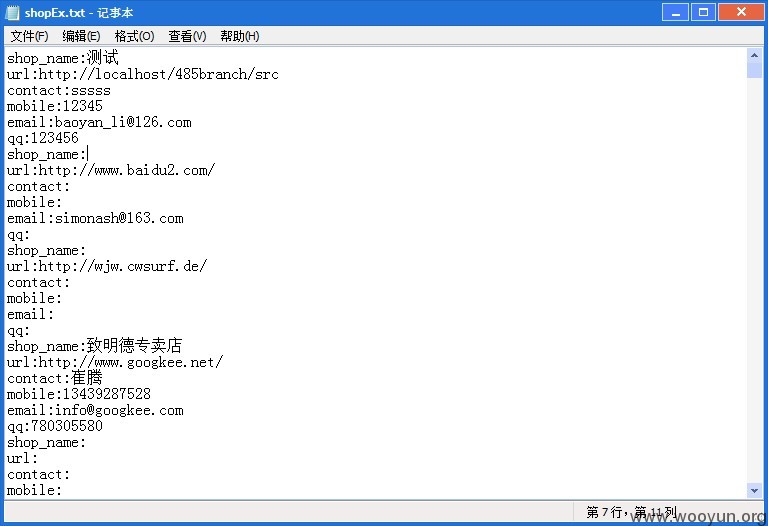 shopEx.txt - 记事本
文件(F) 编辑(E) 格式(O) 查看(V) 帮助(H)
shop_name:测试
url:http://localhost/485branch/src
contact:sssss
mobile:12345
email:baoyan_li@126.com
qq:123456
shop_name:
url:http://www.baidu2.com/
contact:
mobile:
email:simonash@163.com
qq:
shop_name:
url:http://wjw.cwsurf.de/
contact:
mobile:
email:
qq:
shop_name:致明德专卖店
url:http://www.googkee.net/
contact:崔腾
mobile:13439287528
email:info@googkee.com
qq:780305580
shop_name:
url:
contact:
mobile:
第 7 行，第 11 列
www.wooyun.org